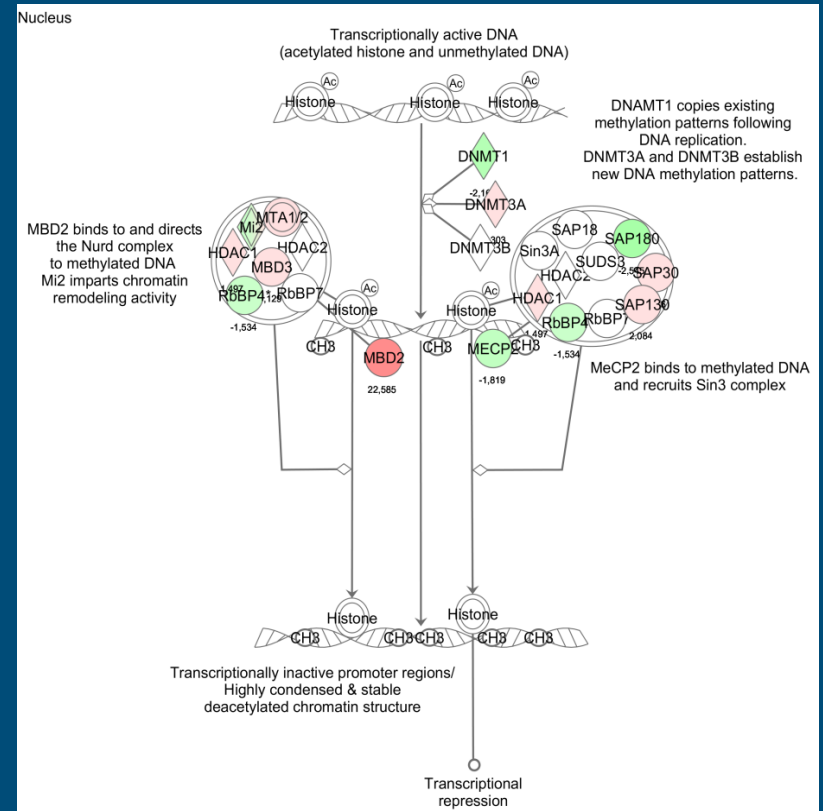 Nucleus
Transcriptionally active DNA
(acetylated histone and unmethylated DNA)
Ac
Ac
Ac
Histone
Histone
Histone
DNAMT1 copies existing
methylation patterns following
DNA replication.
DNMT3A and DNMT3B establish
new DNA methylation patterns.
DNMT1
DNMT3A
DNMT3B
MBD2 binds to and directs
the Nurd complex
to methylated DNA
Mi2 imparts chromatin
remodeling activity
MTA1/2
Mi2
HDAC1
HDAC2
MBD3
RbBP4*
RbBP7
-1,534
SAP18
SAP180
Sin3A
SUDS3
HDAC2
SAP30
HDAC1
SAP130
RbBP4
RbBP7
2,084
-1,534
Ac
Histone
Ac
Histone
CH3
MBD2
CH3
MECP2
CH3
22,585
-1,819
MeCP2 binds to methylated DNA
and recruits Sin3 complex
Histone
Histone
CH3
CH3
CH3
CH3
CH3
Transcriptionally inactive promoter regions/
Highly condensed & stable
deacetylated chromatin structure
Transcriptional
repression